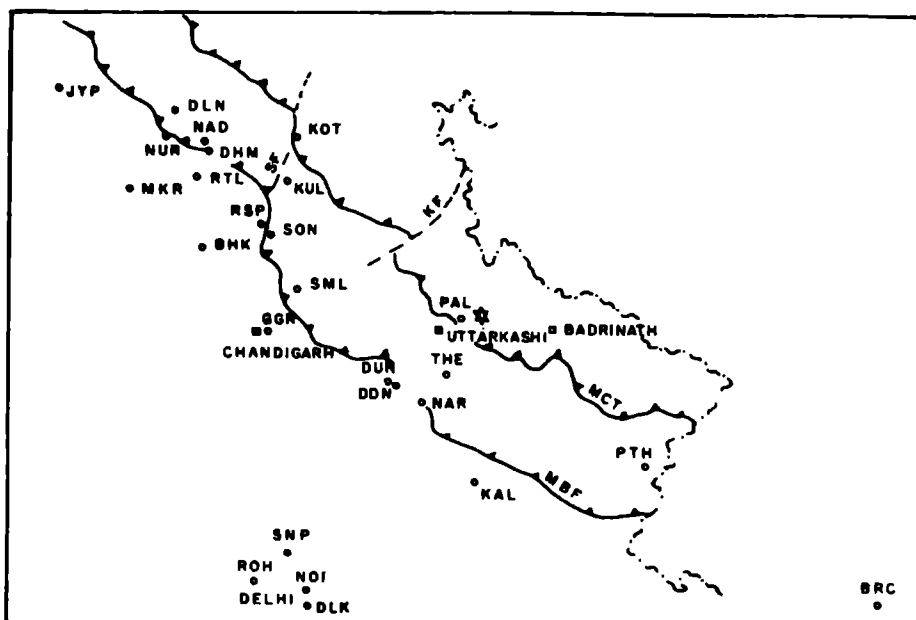 JYP
DLN
NAD
NUR
DHM
KOT
RTL
MKR
KUL
KF
RSP
SON
BHK
SML
PAL
GGR
UTTARKASHI
BADRINATH
CHANDIGARH
DUN
THE
DDN
NAR
MCT
PTH
MBF
KAL
SNP
ROH
NOI
DELHI
DLK
BRC